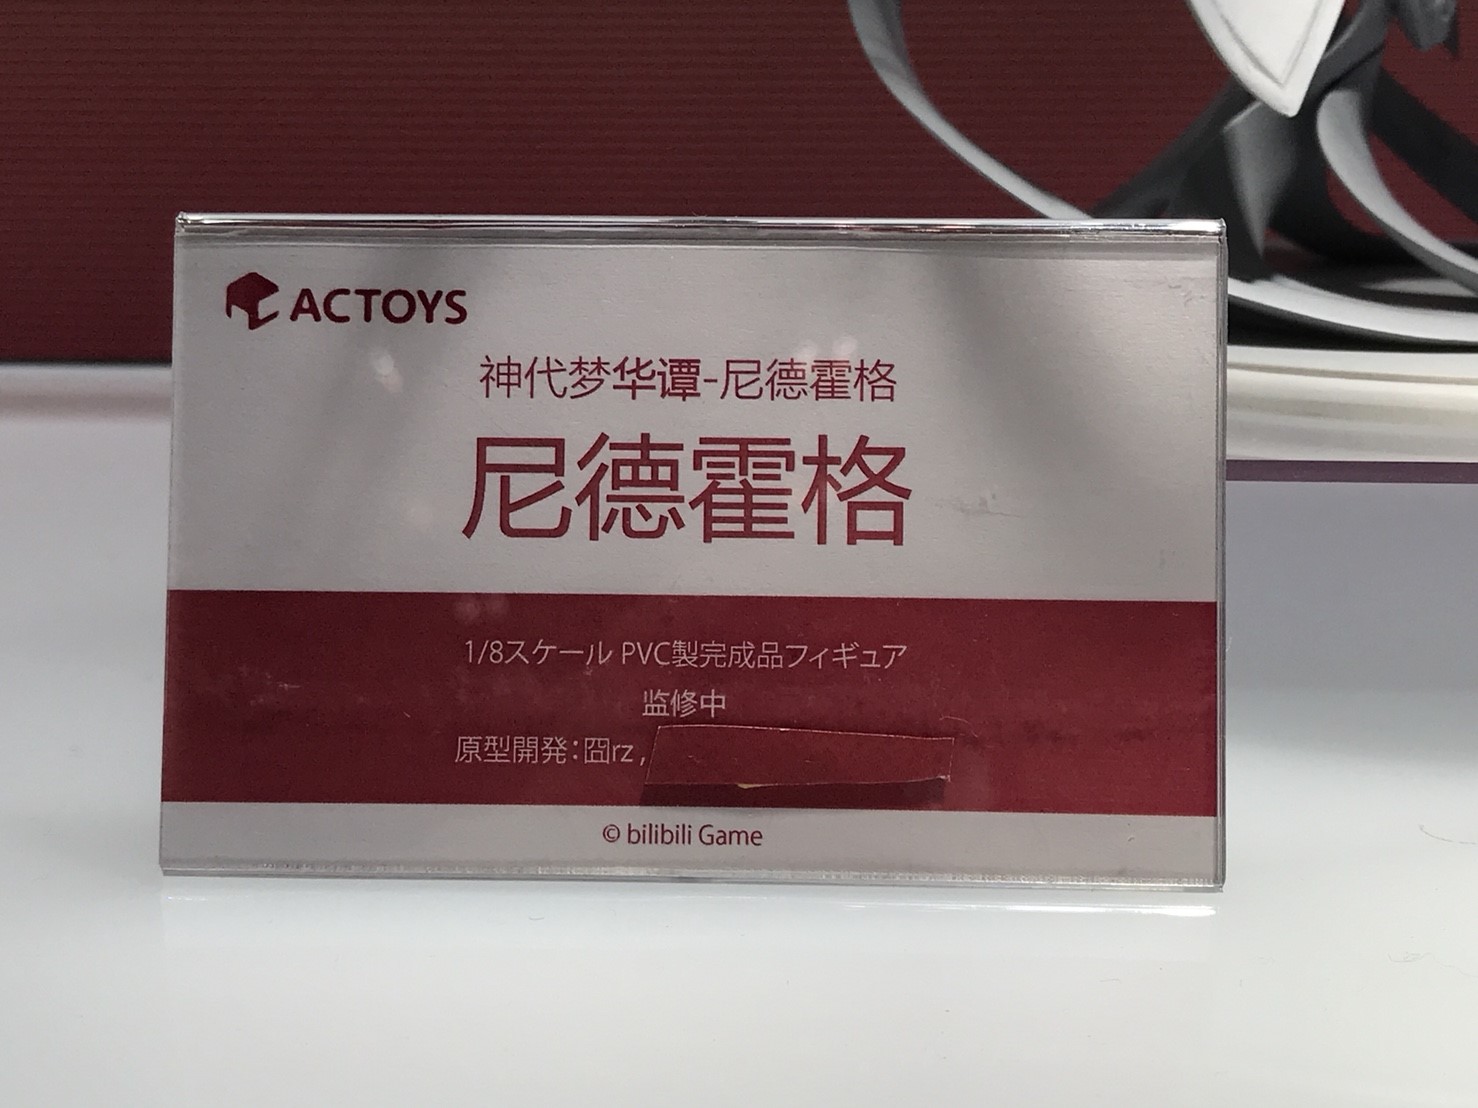 ACTOYS
神代梦华谭-尼德霍格
尼德霍格
1/8スケール PVC製完成品フィギュア
监修中
原型開発：囧rz ,
© bilibili Game